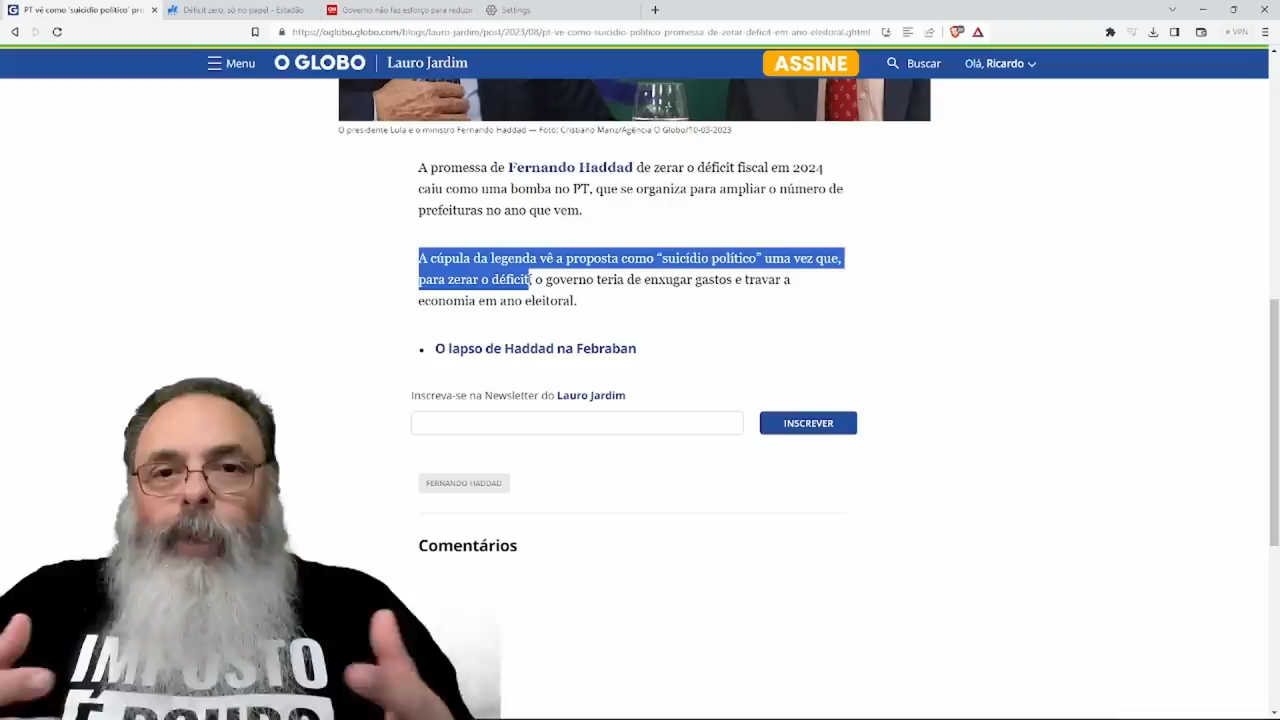 PT vê como 'suicídio político' pro
Déficit zero, só no papel - Estadão
Governo não faz esforço para reduzir
Settings
https://oglobo.globo.com/blogs/lauro-jardim/post/2023/08/pt-ve-como-suicidio-politico-promessa-de-zerar-deficit-em-ano-eleitoral.ghtml
VPN
Menu
O GLOBO
Lauro Jardim
ASSINE
Buscar
Olá, Ricardo
O presidente Lula e o ministro Fernando Haddad — Foto: Cristiano Mariz/Agência O Globo/10-03-2023
A promessa de Fernando Haddad de zerar o déficit fiscal em 2024
caiu como uma bomba no PT, que se organiza para ampliar o número de
prefeituras no ano que vem.
A cúpula da legenda vê a proposta como “suicídio político” uma vez que,
para zerar o déficit, o governo teria de enxugar gastos e travar a
economia em ano eleitoral.
• O lapso de Haddad na Febraban
Inscreva-se na Newsletter do Lauro Jardim
INSCREVER
FERNANDO HADDAD
Comentários
IMPOSTO
É ROUBO